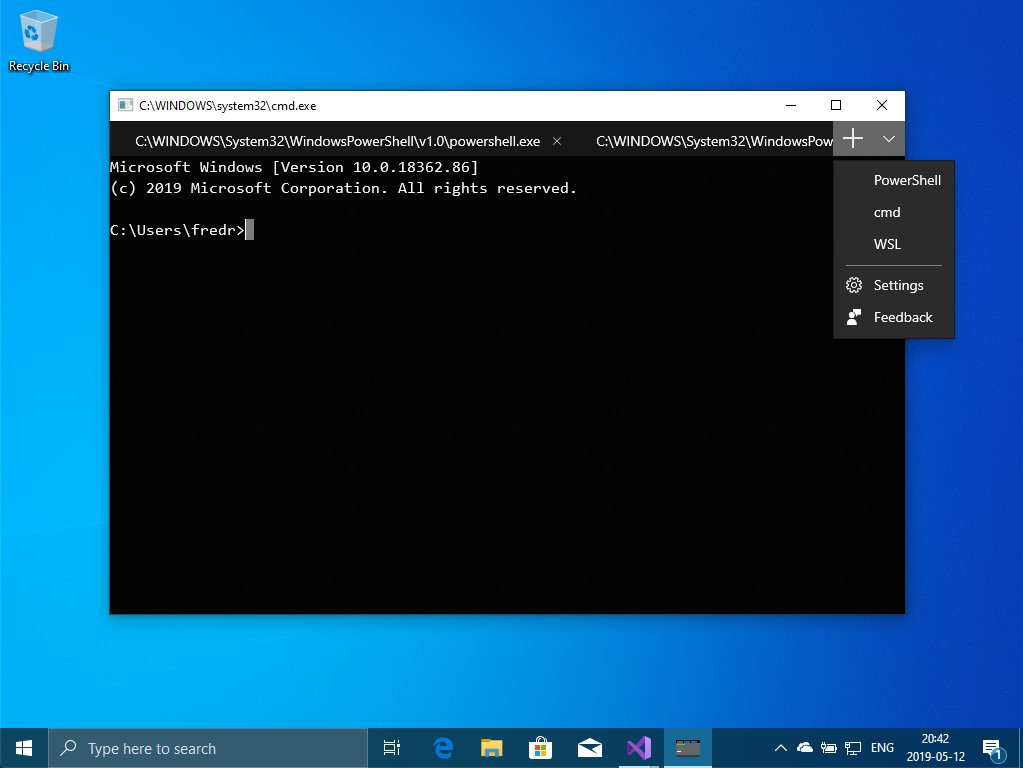 Recycle Bin
C:\WINDOWS\system32\cmd.exe
C:\WINDOWS\System32\WindowsPowerShell\v1.0\powershell.exe
C:\WINDOWS\System32\WindowsPow
Microsoft Windows [Version 10.0.18362.86]
(c) 2019 Microsoft Corporation. All rights reserved.
C:\Users\fredr>
PowerShell
cmd
WSL
Settings
Feedback
Type here to search
ENG
20:42
2019-05-12
1